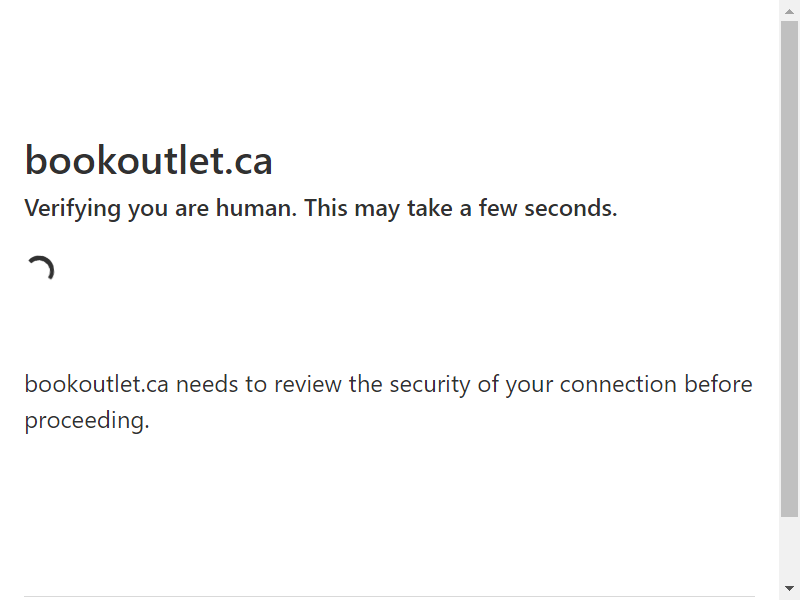 bookoutlet.ca
Verifying you are human. This may take a few seconds.
bookoutlet.ca needs to review the security of your connection before
proceeding.